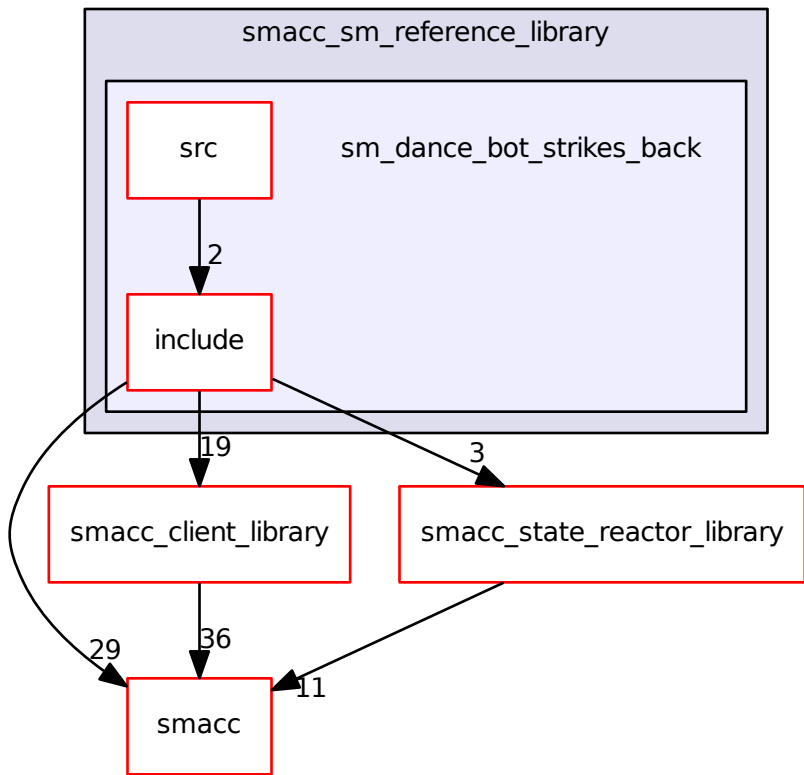 smacc_sm_reference_library
src
sm_dance_bot_strikes_back
2
include
19
3
smacc_client_library
smacc_state_reactor_library
29
36
11
smacc